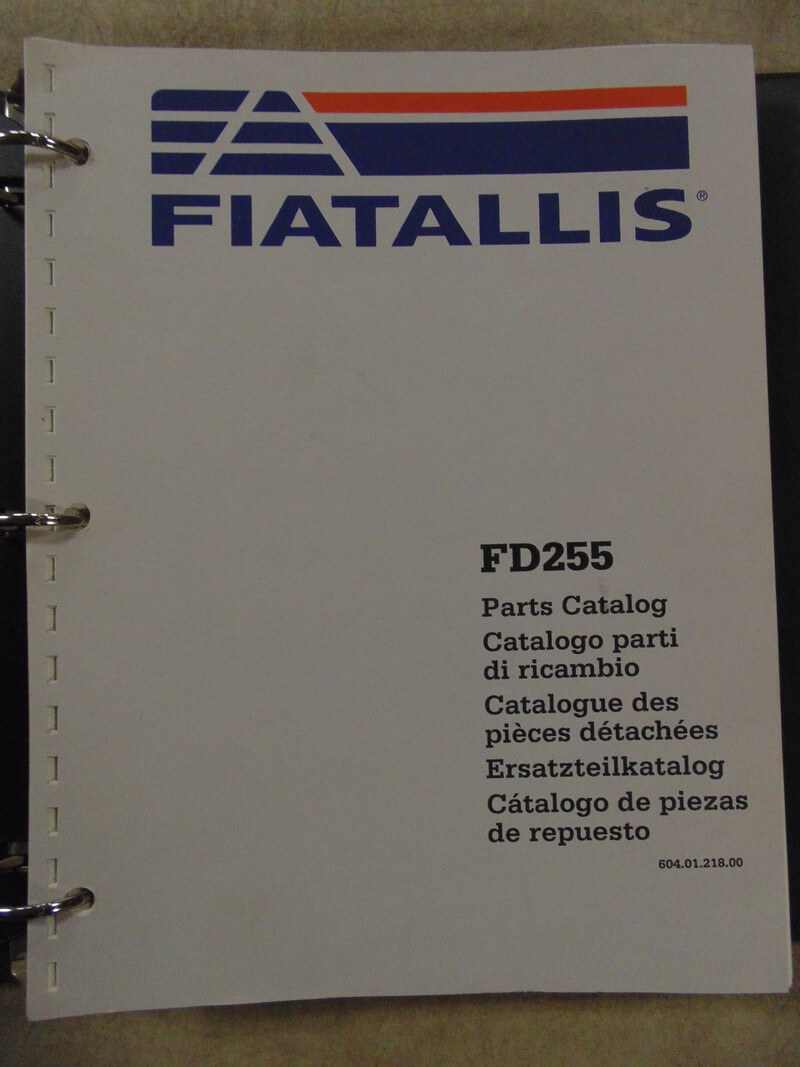 FIATALLIS®
FD255
Parts Catalog
Catalogo parti
di ricambio
Catalogue des
pièces détachées
Ersatzteilkatalog
Cátalogo de piezas
de repuesto
604.01.218.00